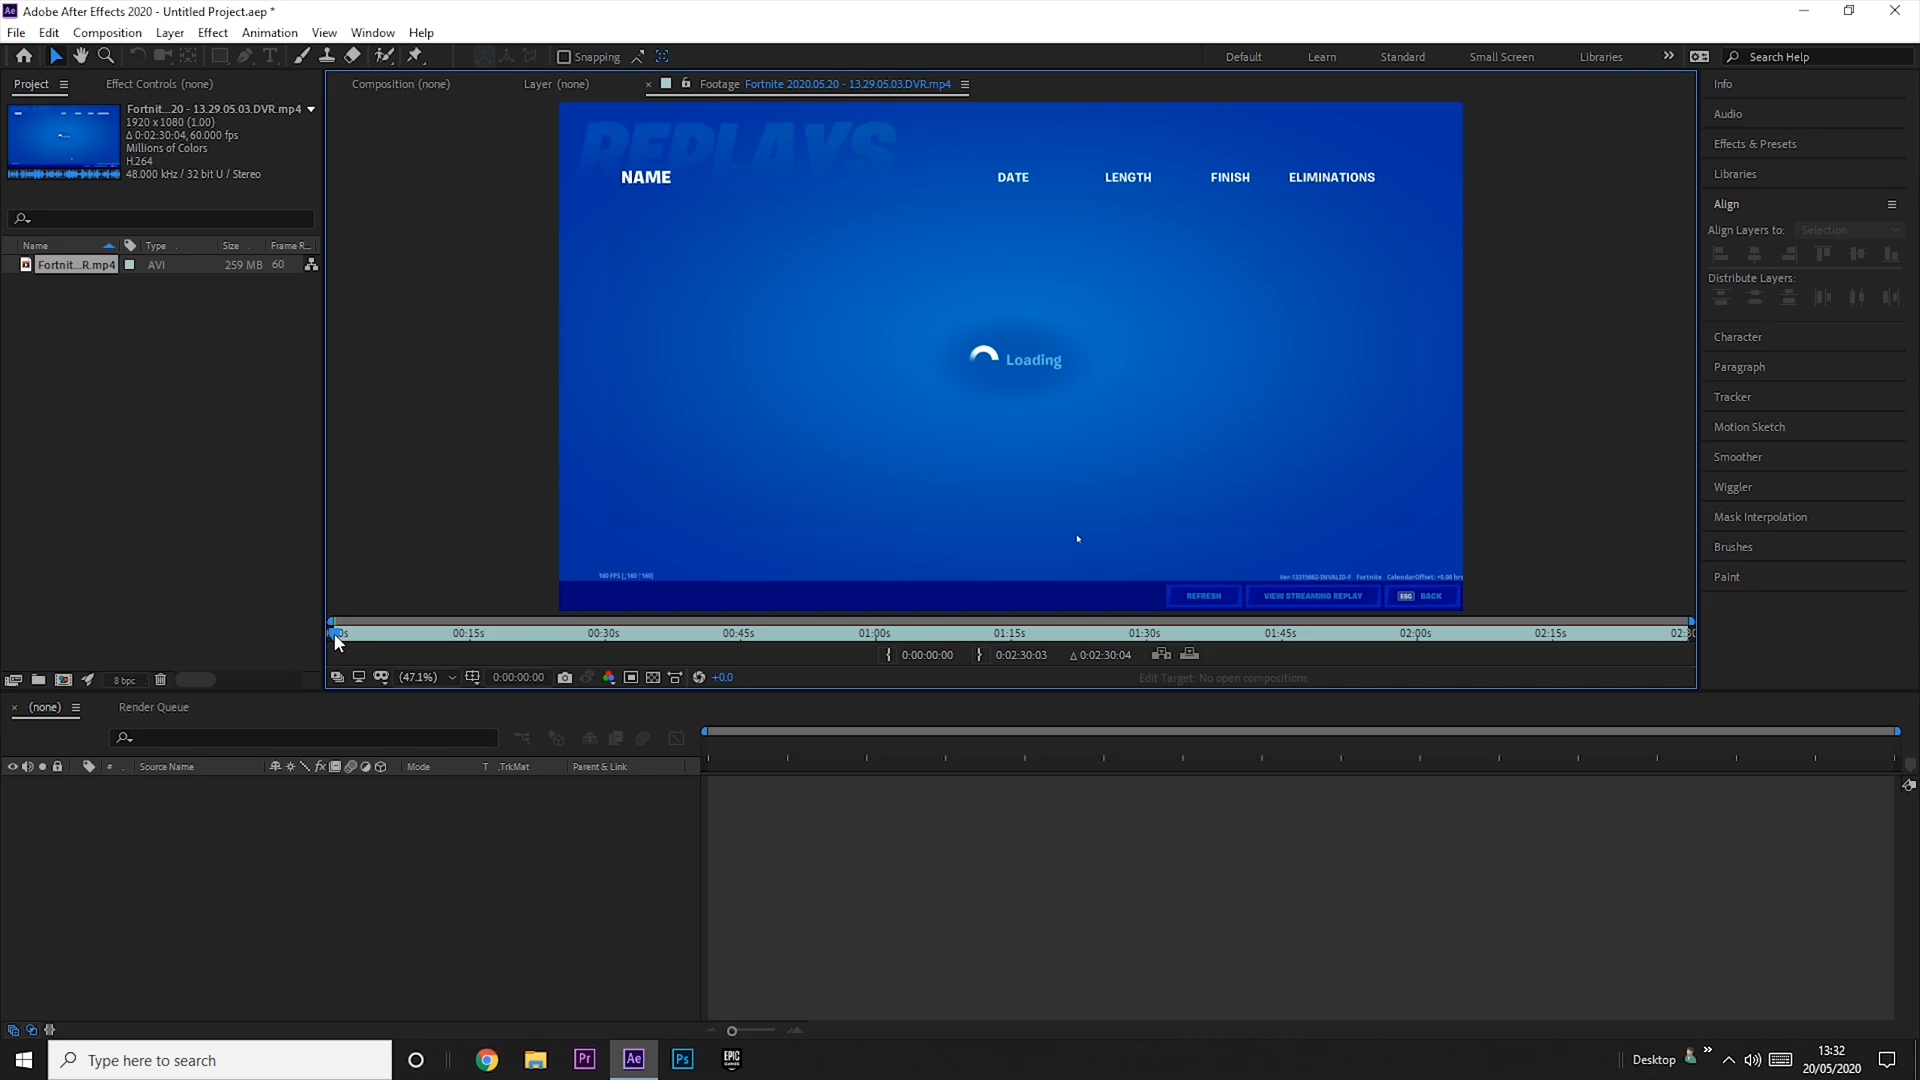 Adobe After Effects 2020 - Untitled Project.aep *
File Edit Composition Layer Effect Animation View Window Help
Snapping
Default Learn Standard Small Screen Libraries
Search Help
Project Effect Controls (none)
Composition (none) Layer (none) Footage Fortnite 2020.05.20 - 13.29.05.03.DVR.mp4
Fortnit...20 - 13.29.05.03.DVR.mp4
1920 x 1080 (1.00)
Δ 0:02:30:04, 60.000 fps
Millions of Colors
H.264
48.000 kHz / 32 bit U / Stereo
Name Type Size Frame R...
Fortnit...R.mp4 AVI 259 MB 60
REPLAYS
NAME DATE LENGTH FINISH ELIMINATIONS
Loading
REFRESH VIEW STREAMING REPLAY ESC BACK
00:15s 00:30s 00:45s 01:00s 01:15s 01:30s 01:45s 02:00s 02:15s
0:00:00:00 0:02:30:03 Δ 0:02:30:04
(47.1%) 0:00:00:00 +0.0 Edit Target: No open compositions
8 bpc
Info
Audio
Effects & Presets
Libraries
Align
Align Layers to: Selection
Distribute Layers:
Character
Paragraph
Tracker
Motion Sketch
Smoother
Wiggler
Mask Interpolation
Brushes
Paint
(none) Render Queue
# Source Name fx Mode T .TrkMat Parent & Link
Type here to search
Pr Ae Ps EPIC GAMES
Desktop
13:32
20/05/2020